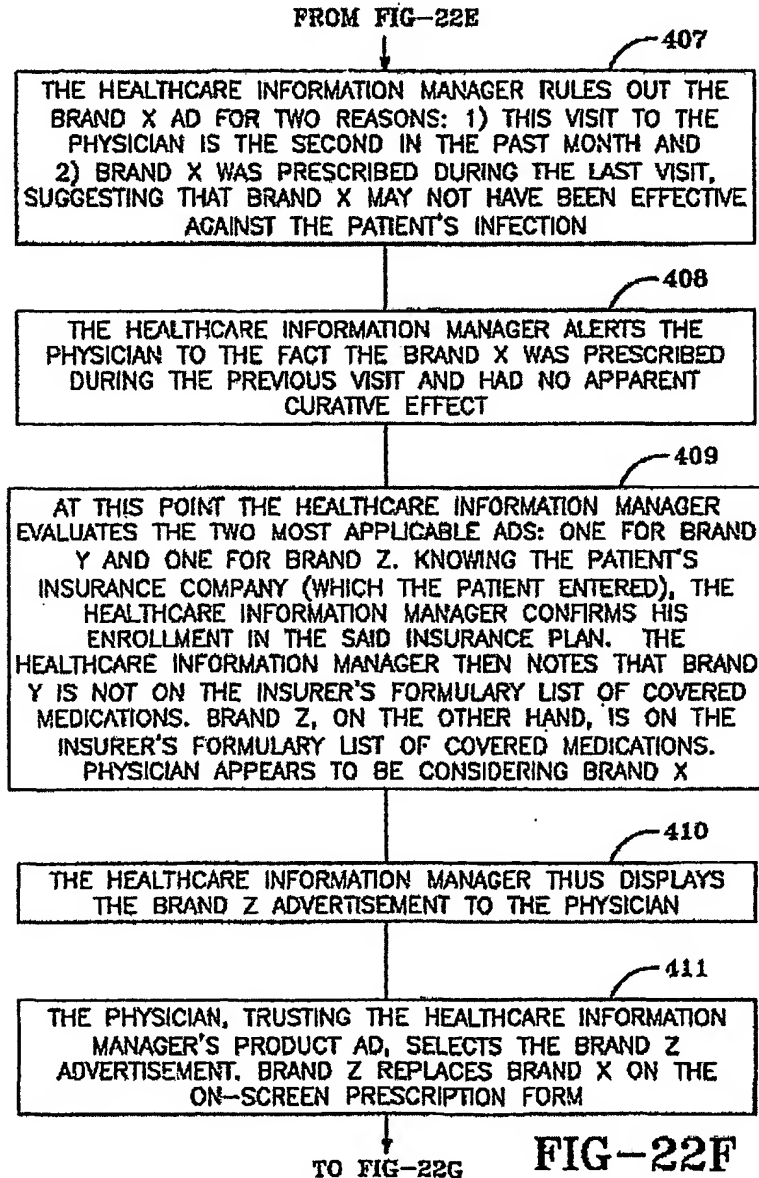 FROM FIG-22E
407
THE HEALTHCARE INFORMATION MANAGER RULES OUT THE
BRAND X AD FOR TWO REASONS: 1) THIS VISIT TO THE
PHYSICIAN IS THE SECOND IN THE PAST MONTH AND
2) BRAND X WAS PRESCRIBED DURING THE LAST VISIT,
SUGGESTING THAT BRAND X MAY NOT HAVE BEEN EFFECTIVE
AGAINST THE PATIENT'S INFECTION
408
THE HEALTHCARE INFORMATION MANAGER ALERTS THE
PHYSICIAN TO THE FACT THE BRAND X WAS PRESCRIBED
DURING THE PREVIOUS VISIT AND HAD NO APPARENT
CURATIVE EFFECT
409
AT THIS POINT THE HEALTHCARE INFORMATION MANAGER
EVALUATES THE TWO MOST APPLICABLE ADS: ONE FOR BRAND
Y AND ONE FOR BRAND Z. KNOWING THE PATIENT'S
INSURANCE COMPANY (WHICH THE PATIENT ENTERED), THE
HEALTHCARE INFORMATION MANAGER CONFIRMS HIS
ENROLLMENT IN THE SAID INSURANCE PLAN. THE
HEALTHCARE INFORMATION MANAGER THEN NOTES THAT BRAND
Y IS NOT ON THE INSURER'S FORMULARY LIST OF COVERED
MEDICATIONS. BRAND Z, ON THE OTHER HAND, IS ON THE
INSURER'S FORMULARY LIST OF COVERED MEDICATIONS.
PHYSICIAN APPEARS TO BE CONSIDERING BRAND X
410
THE HEALTHCARE INFORMATION MANAGER THUS DISPLAYS
THE BRAND Z ADVERTISEMENT TO THE PHYSICIAN
411
THE PHYSICIAN, TRUSTING THE HEALTHCARE INFORMATION
MANAGER'S PRODUCT AD, SELECTS THE BRAND Z
ADVERTISEMENT. BRAND Z REPLACES BRAND X ON THE
ON-SCREEN PRESCRIPTION FORM
TO FIG-22G
FIG-22F